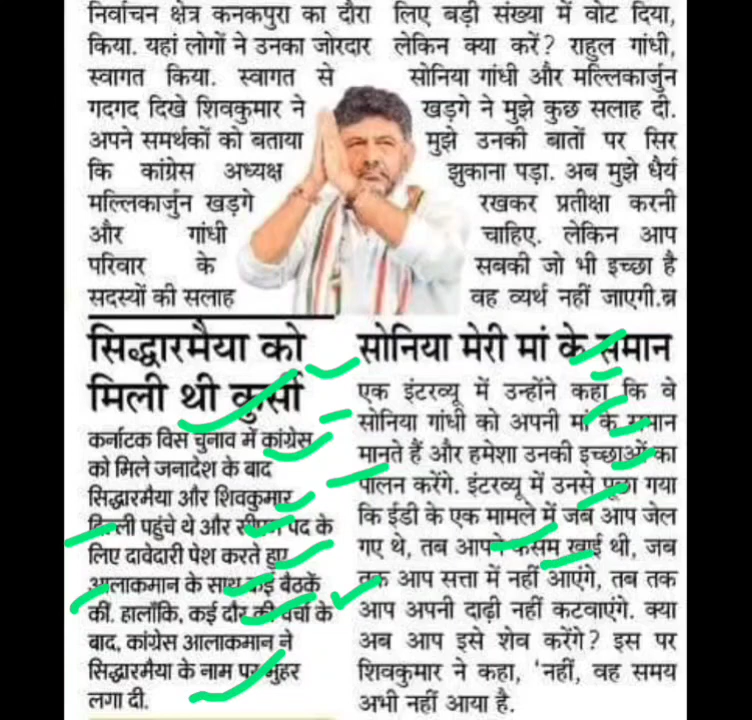 निर्वाचन क्षेत्र कनकपुरा का दौरा
किया. यहां लोगों ने उनका जोरदार
स्वागत किया. स्वागत से
गदगद दिखे शिवकुमार ने
अपने समर्थकों को बताया
कि कांग्रेस अध्यक्ष
मल्लिकार्जुन खड़गे
और गांधी
परिवार के
सदस्यों की सलाह
लिए बड़ी संख्या में वोट दिया,
लेकिन क्या करें? राहुल गांधी,
सोनिया गांधी और मल्लिकार्जुन
खड़गे ने मुझे कुछ सलाह दी.
मुझे उनकी बातों पर सिर
झुकाना पड़ा. अब मुझे धैर्य
रखकर प्रतीक्षा करनी
चाहिए. लेकिन आप
सबकी जो भी इच्छा है
वह व्यर्थ नहीं जाएगी.ब्र
सिद्धारमैया को
मिली थी कुर्सी
कर्नाटक विस चुनाव में कांग्रेस
को मिले जनादेश के बाद
सिद्धारमैया और शिवकुमार
दिल्ली पहुंचे थे और सीएम पद के
लिए दावेदारी पेश करते हुए
आलाकमान के साथ कई बैठकें
कीं. हालाँकि, कई दौर की चर्चा के
बाद, कांग्रेस आलाकमान ने
सिद्धारमैया के नाम पर मुहर
लगा दी.
सोनिया मेरी मां के समान
एक इंटरव्यू में उन्होंने कहा कि वे
सोनिया गांधी को अपनी मां के समान
मानते हैं और हमेशा उनकी इच्छाओं का
पालन करेंगे. इंटरव्यू में उनसे पूछा गया
कि ईडी के एक मामले में जब आप जेल
गए थे, तब आपने कसम खाई थी, जब
तक आप सत्ता में नहीं आएंगे, तब तक
आप अपनी दाढ़ी नहीं कटवाएंगे. क्या
अब आप इसे शेव करेंगे? इस पर
शिवकुमार ने कहा, 'नहीं, वह समय
अभी नहीं आया है.